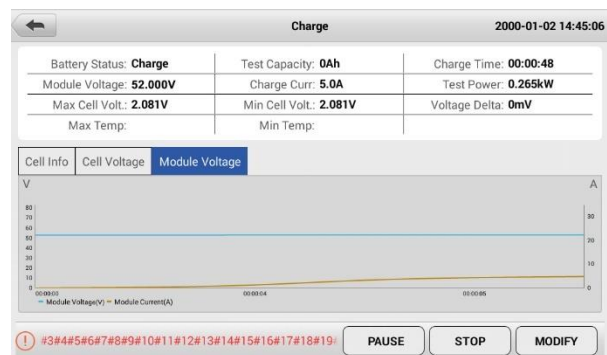 Charge 2000-01-02 14:45:06
Battery Status: Charge Test Capacity: 0Ah Charge Time: 00:00:48
Module Voltage: 52.000V Charge Curr: 5.0A Test Power: 0.265kW
Max Cell Volt.: 2.081V Min Cell Volt.: 2.081V Voltage Delta: 0mV
Max Temp: Min Temp:
Cell Info Cell Voltage Module Voltage
V A
80
70
60
50
40
30
20
10
0
30
20
10
0
00:00:03 00:00:04 00:00:05
Module Voltage(V) Module Current(A)
#3#4#5#6#7#8#9#10#11#12#13#14#15#16#17#18#19# PAUSE STOP MODIFY